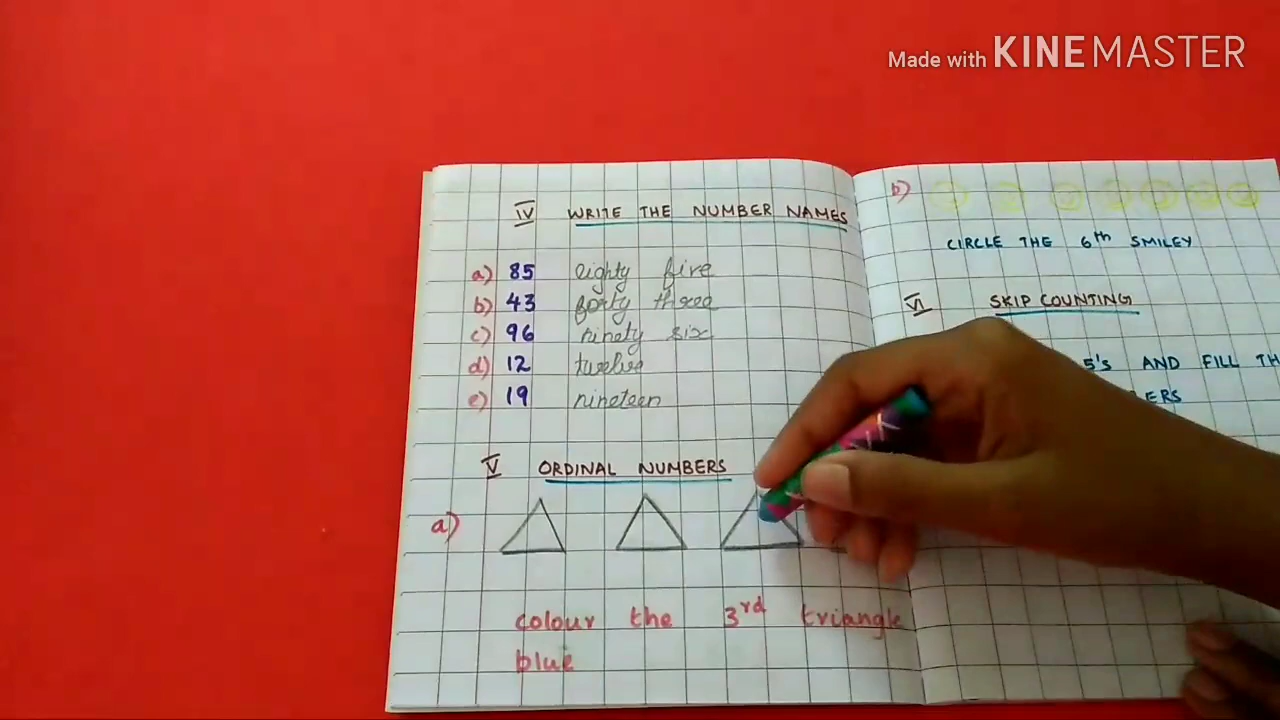 Made with KINEMASTER
IV WRITE THE NUMBER NAMES
a) 85 eighty five
b) 43 forty three
c) 96 ninety six
d) 12 twelve
e) 19 nineteen
V ORDINAL NUMBERS
a)
colour the 3rd triangle
blue
b)
CIRCLE THE 6th SMILEY
VI SKIP COUNTING
5's AND FILL